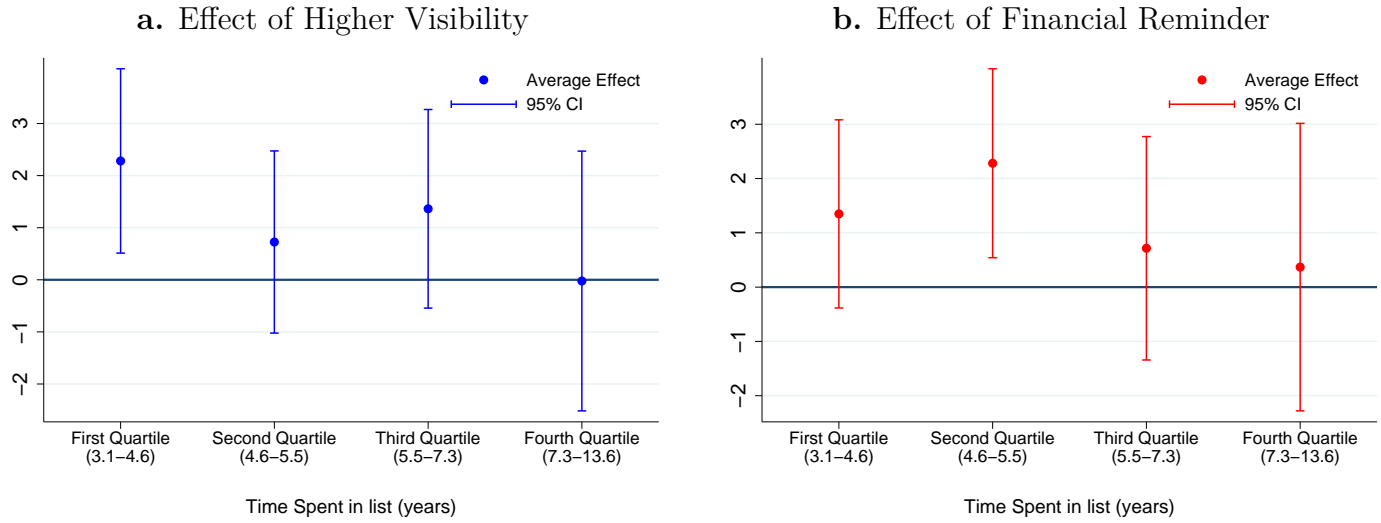 a. Effect of Higher Visibility
Average Effect
95% CI
3
2
1
0
−1
−2
First Quartile
(3.1–4.6)
Second Quartile
(4.6–5.5)
Third Quartile
(5.5–7.3)
Fourth Quartile
(7.3–13.6)
Time Spent in list (years)
b. Effect of Financial Reminder
Average Effect
95% CI
3
2
1
0
−1
−2
First Quartile
(3.1–4.6)
Second Quartile
(4.6–5.5)
Third Quartile
(5.5–7.3)
Fourth Quartile
(7.3–13.6)
Time Spent in list (years)